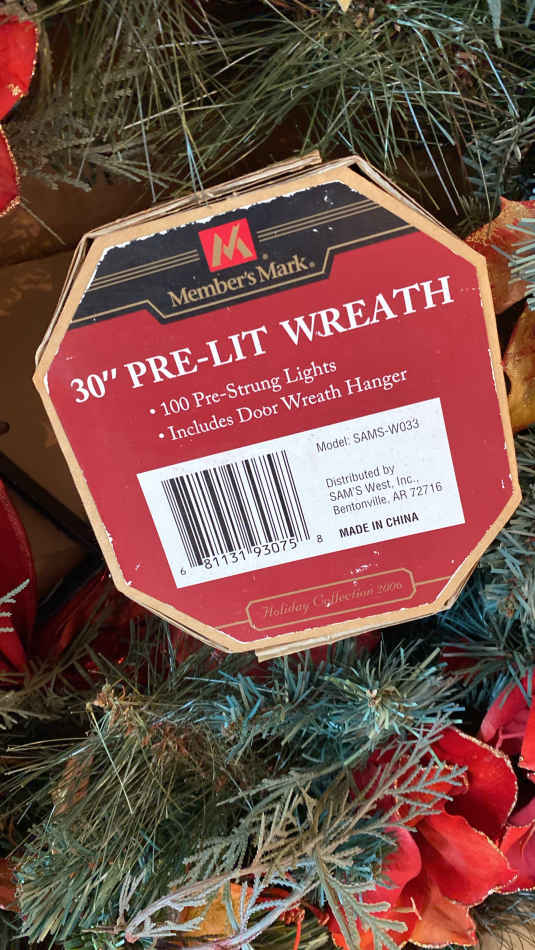 Member's Mark®
30" PRE-LIT WREATH
• 100 Pre-Strung Lights
• Includes Door Wreath Hanger
Model: SAMS-W033
Distributed by
SAM'S West, Inc.,
Bentonville, AR 72716
MADE IN CHINA
6 81131 93075 8
Holiday Collection 2006